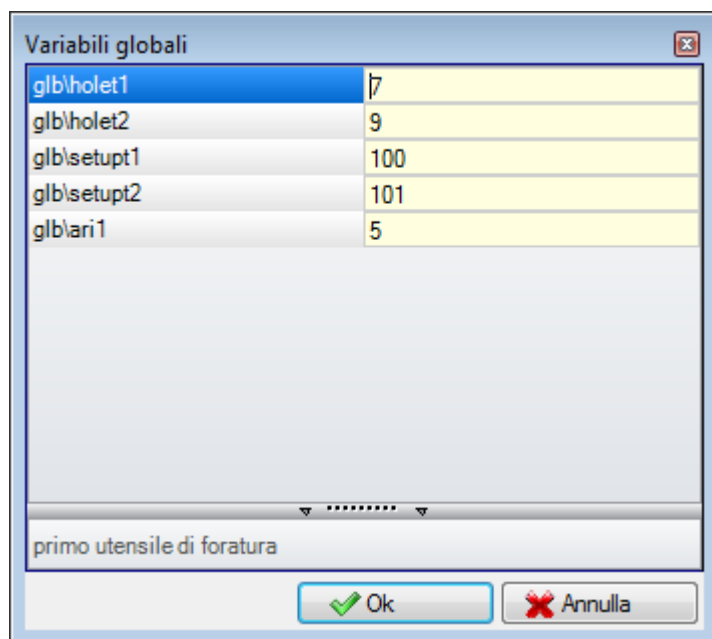 Variabili globali
glb\holet1 7
glb\holet2 9
glb\setupt1 100
glb\setupt2 101
glb\ari1 5
primo utensile di foratura
Ok Annulla